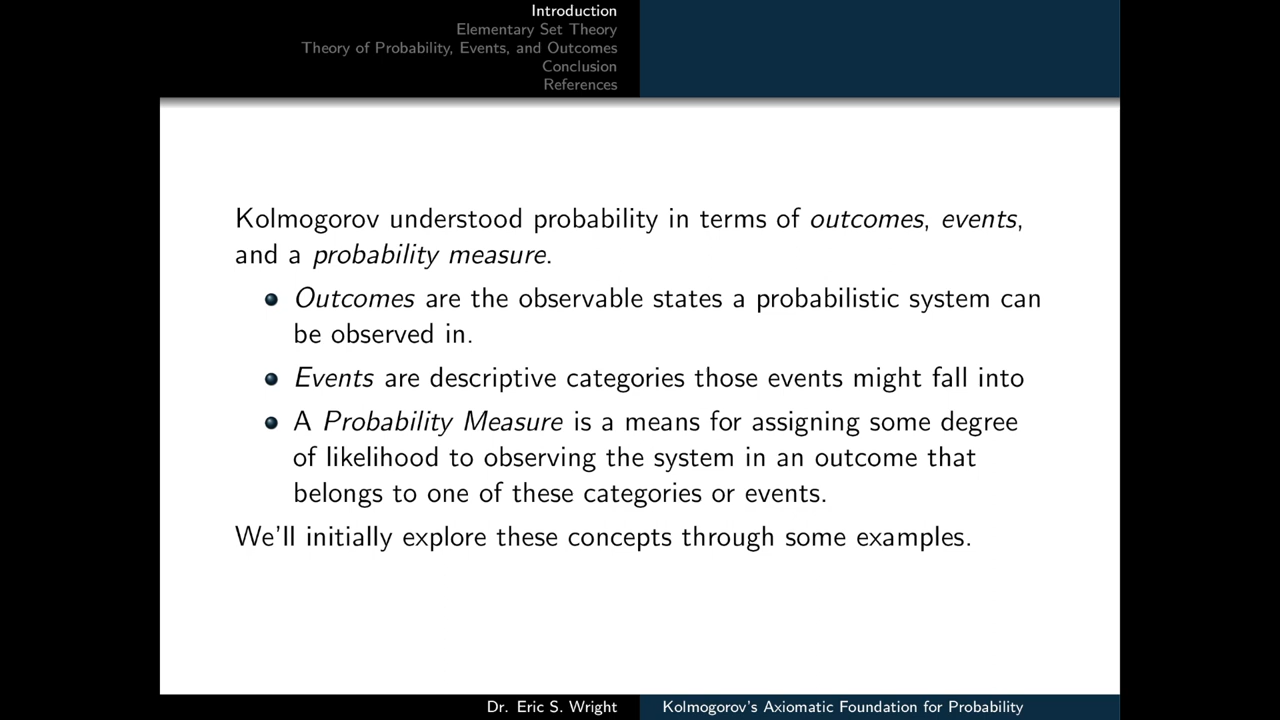 Introduction
Elementary Set Theory
Theory of Probability, Events, and Outcomes
Conclusion
References
Kolmogorov understood probability in terms of outcomes, events,
and a probability measure.
Outcomes are the observable states a probabilistic system can
be observed in.
Events are descriptive categories those events might fall into
A Probability Measure is a means for assigning some degree
of likelihood to observing the system in an outcome that
belongs to one of these categories or events.
We'll initially explore these concepts through some examples.
Dr. Eric S. Wright
Kolmogorov's Axiomatic Foundation for Probability